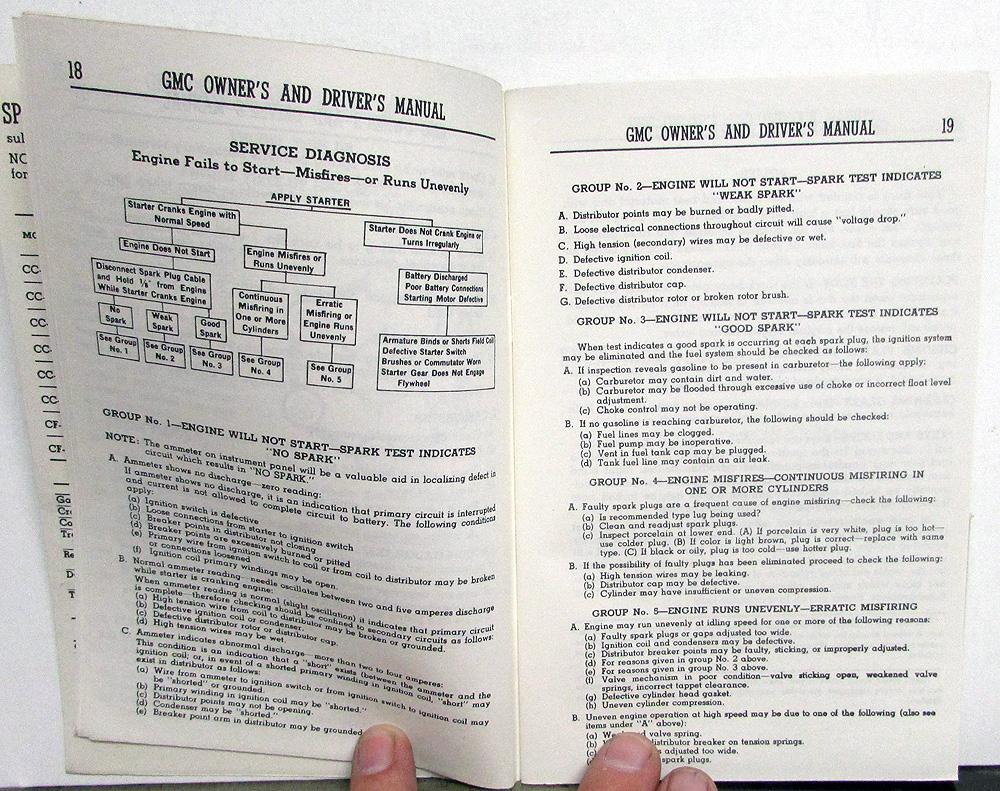 SP
sul
NC
for
MC
CC-
CC
CC-
CC
CC
CC
CF-
CF-
Ga
Cr
Co
Tr
Re
D
T
18
GMC OWNER'S AND DRIVER'S MANUAL
SERVICE DIAGNOSIS
Engine Fails to Start—Misfires—or Runs Unevenly
APPLY STARTER
Starter Cranks Engine with
Normal Speed
Starter Does Not Crank Engine or
Turns Irregularly
Engine Does Not Start
Engine Misfires or
Runs Unevenly
Disconnect Spark Plug Cable
and Hold ⅛" from Engine
While Starter Cranks Engine
Battery Discharged
Poor Battery Connections
Starting Motor Defective
Continuous
Misfiring in
One or More
Cylinders
Erratic
Misfiring or
Engine Runs
Unevenly
No
Spark
Weak
Spark
Good
Spark
See Group
No. 1
See Group
No. 2
See Group
No. 3
See Group
No. 4
See Group
No. 5
Armature Binds or Shorts Field Coil
Defective Starter Switch
Brushes or Commutator Worn
Starter Gear Does Not Engage
Flywheel
GROUP No. 1—ENGINE WILL NOT START—SPARK TEST INDICATES
"NO SPARK"
NOTE: The ammeter on instrument panel will be a valuable aid in localizing defect in
circuit which results in "NO SPARK."
A. Ammeter shows no discharge—zero reading:
If ammeter shows no discharge, it is an indication that primary circuit is interrupted
and current is not allowed to complete circuit to battery. The following conditions
apply:
(a) Ignition switch is defective
(b) Loose connections from starter to ignition switch
(c) Breaker points in distributor not closing
(d) Breaker points are excessively burned or pitted
(e) Primary wire from ignition switch to coil or from coil to distributor may be broken
or connections loosened
(f) Ignition coil primary windings may be open.
B. Normal ammeter reading—needle oscillates between two and five amperes discharge
while starter is cranking engine:
When ammeter reading is normal (slight oscillation) it indicates that primary circuit
is complete—therefore checking should be confined to secondary circuits as follows:
(a) High tension wire from coil to distributor may be broken or grounded.
(b) Defective ignition coil or condenser.
(c) Defective distributor rotor or distributor cap.
(d) High tension wires may be wet.
C. Ammeter indicates abnormal discharge—more than two to four amperes:
This condition is an indication that a "short" exists (between the ammeter and the
ignition coil; or, in event of a shorted primary winding in ignition coil, "short" may
exist in distributor as follows:
(a) Wire from ammeter to ignition switch or from ignition switch to ignition coil may
be "shorted" or grounded.
(b) Primary winding in ignition coil may be "shorted."
(c) Distributor points may not be opening.
(d) Condenser may be "shorted."
(e) Breaker point arm in distributor may be grounded.
GMC OWNER'S AND DRIVER'S MANUAL
19
GROUP No. 2—ENGINE WILL NOT START—SPARK TEST INDICATES
"WEAK SPARK"
A. Distributor points may be burned or badly pitted.
B. Loose electrical connections throughout circuit will cause "voltage drop."
C. High tension (secondary) wires may be defective or wet.
D. Defective ignition coil.
E. Defective distributor condenser.
F. Defective distributor cap.
G. Defective distributor rotor or broken rotor brush.
GROUP No. 3—ENGINE WILL NOT START—SPARK TEST INDICATES
"GOOD SPARK"
When test indicates a good spark is occurring at each spark plug, the ignition system
may be eliminated and the fuel system should be checked as follows:
A. If inspection reveals gasoline to be present in carburetor—the following apply:
(a) Carburetor may contain dirt and water.
(b) Carburetor may be flooded through excessive use of choke or incorrect float level
adjustment.
(c) Choke control may not be operating.
B. If no gasoline is reaching carburetor, the following should be checked:
(a) Fuel lines may be clogged.
(b) Fuel pump may be inoperative.
(c) Vent in fuel tank cap may be plugged.
(d) Tank fuel line may contain an air leak.
GROUP No. 4—ENGINE MISFIRES—CONTINUOUS MISFIRING IN
ONE OR MORE CYLINDERS
A. Faulty spark plugs are a frequent cause of engine misfiring—check the following:
(a) Is recommended type lug being used?
(b) Clean and readjust spark plugs.
(c) Inspect porcelain at lower end. (A) If porcelain is very white, plug is too hot—
use colder plug. (B) If color is light brown, plug is correct—replace with same
type. (C) If black or oily, plug is too cold—use hotter plug.
B. If the possibility of faulty plugs has been eliminated proceed to check the following:
(a) High tension wires may be leaking.
(b) Distributor cap may be defective.
(c) Cylinder may have insufficient or uneven compression.
GROUP No. 5—ENGINE RUNS UNEVENLY—ERRATIC MISFIRING
A. Engine may run unevenly at idling speed for one or more of the following reasons:
(a) Faulty spark plugs or gaps adjusted too wide.
(b) Ignition coil and condensers may be defective.
(c) Distributor breaker points may be faulty, sticking, or improperly adjusted.
(d) For reasons given in group No. 2 above.
(e) For reasons given in group No. 3 above.
(f) Valve mechanism in poor condition—valve sticking open, weakened valve
springs, incorrect tappet clearance.
(g) Defective cylinder head gasket.
(h) Uneven cylinder compression.
B. Uneven engine operation at high speed may be due to one of the following (also see
items under "A" above):
(a) valve spring.
(b) distributor breaker on tension springs.
adjusted too wide.
spark plugs.